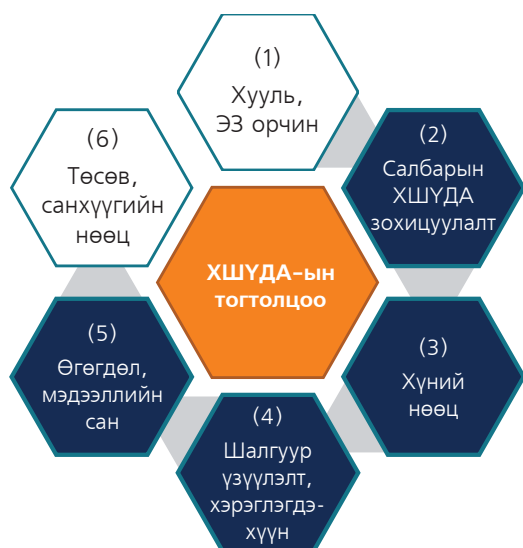 (1)
Хууль,
ЭЗ орчин
(2)
Салбарын
ХШҮДА
зохицуулалт
(3)
Хүний
нөөц
(4)
Шалгуур
үзүүлэлт,
хэрэглэгдэ-
хүүн
(5)
Өгөгдөл,
мэдээллийн
сан
(6)
Төсөв,
санхүүгийн
нөөц
ХШҮДА-ын
тогтолцоо